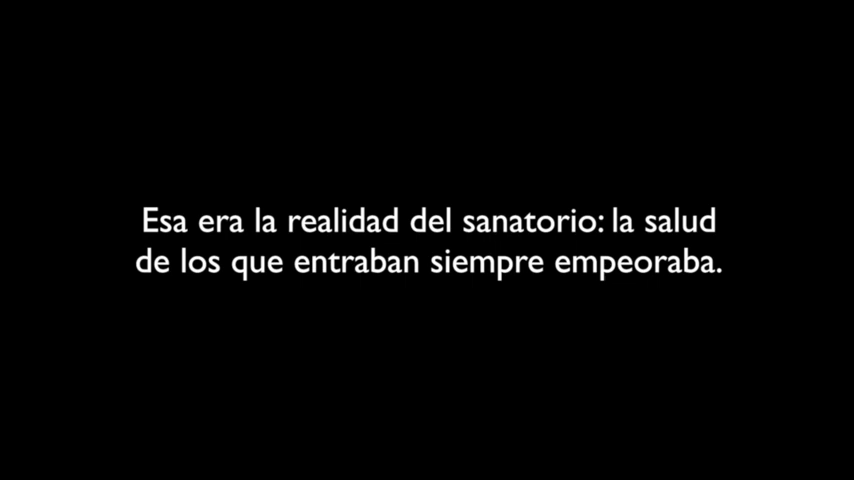 Esa era la realidad del sanatorio: la salud
de los que entraban siempre empeoraba.